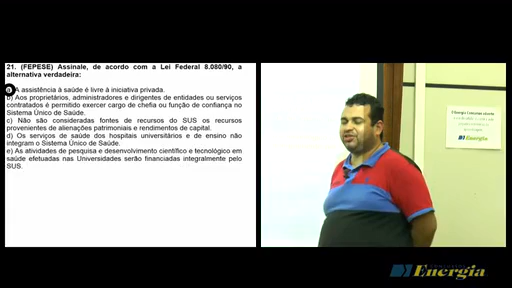 21. (FEPESE) Assinale, de acordo com a Lei Federal 8.080/90, a
alternativa verdadeira:
a) A assistência à saúde é livre à iniciativa privada.
b) Aos proprietários, administradores e dirigentes de entidades ou serviços
contratados é permitido exercer cargo de chefia ou função de confiança no
Sistema Único de Saúde.
c) Não são consideradas fontes de recursos do SUS os recursos
provenientes de alienações patrimoniais e rendimentos de capital.
d) Os serviços de saúde dos hospitais universitários e de ensino não
integram o Sistema Único de Saúde.
e) As atividades de pesquisa e desenvolvimento científico e tecnológico em
saúde efetuadas nas Universidades serão financiadas integralmente pelo
SUS.
Energia
Energia